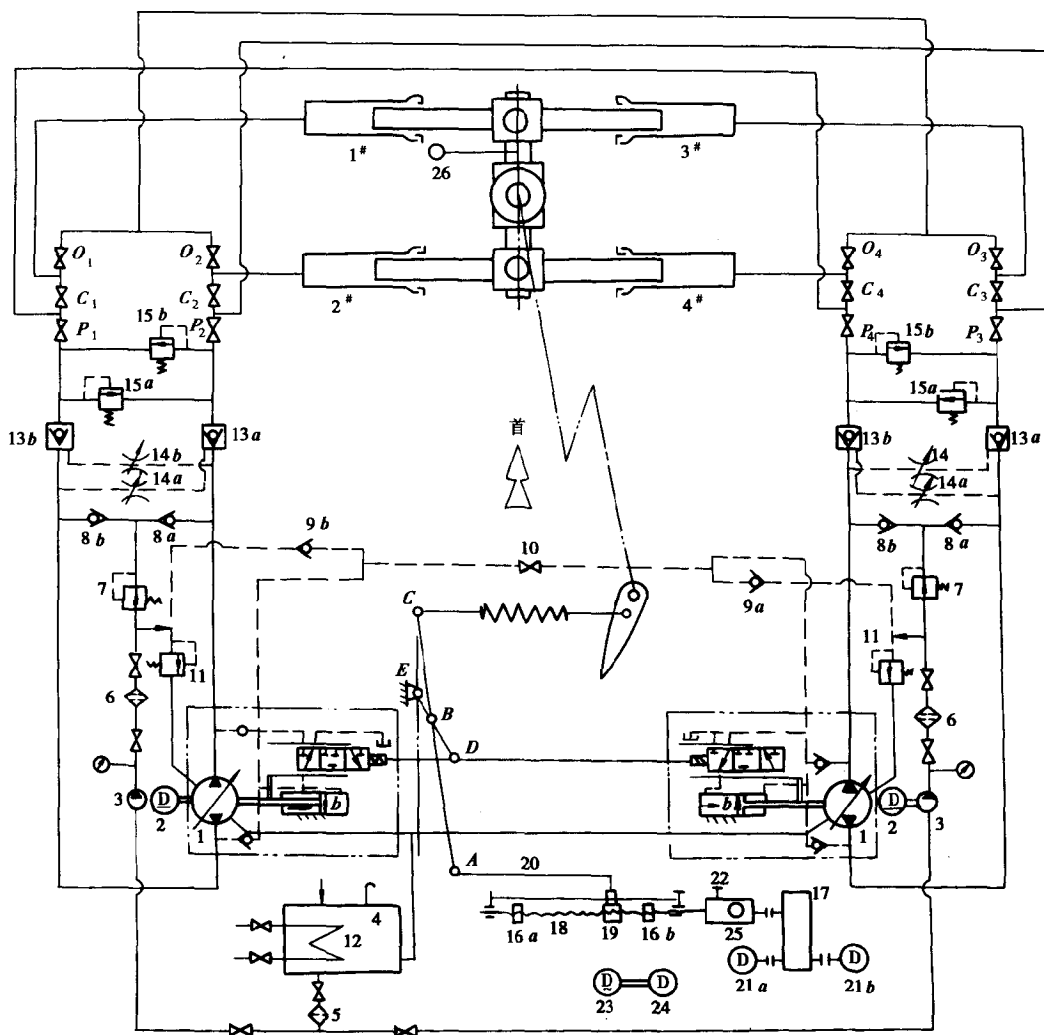 1# 3#
26
O₁ O₂ O₄ O₃
C₁ C₂ C₄ C₃
2# 4#
P₁ 15b P₂ P₄ 15b P₃
15a 15a
13b 13a 首 13b 13a
14b 14
14a 14a
8b 8a 9b 10 8b 8a
7 C 9a 7
11 E 11
6 B 6
D
3 D 2 b b D 2 3
1 1
A 20 22 17
4
12 16a 18 19 16b 25
D D D D
5 23 24 21a 21b